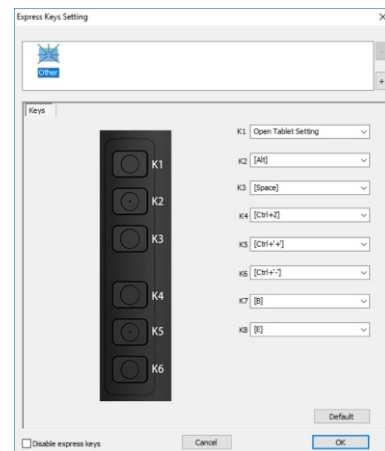 Express Keys Setting
Other
Keys
K1
K2
K3
K4
K5
K6
K1 Open Tablet Setting
K2 [Alt]
K3 [Space]
K4 [Ctrl+Z]
K5 [Ctrl+'+']
K6 [Ctrl+'-']
K7 [B]
K8 [E]
Default
Disable express keys
Cancel
OK